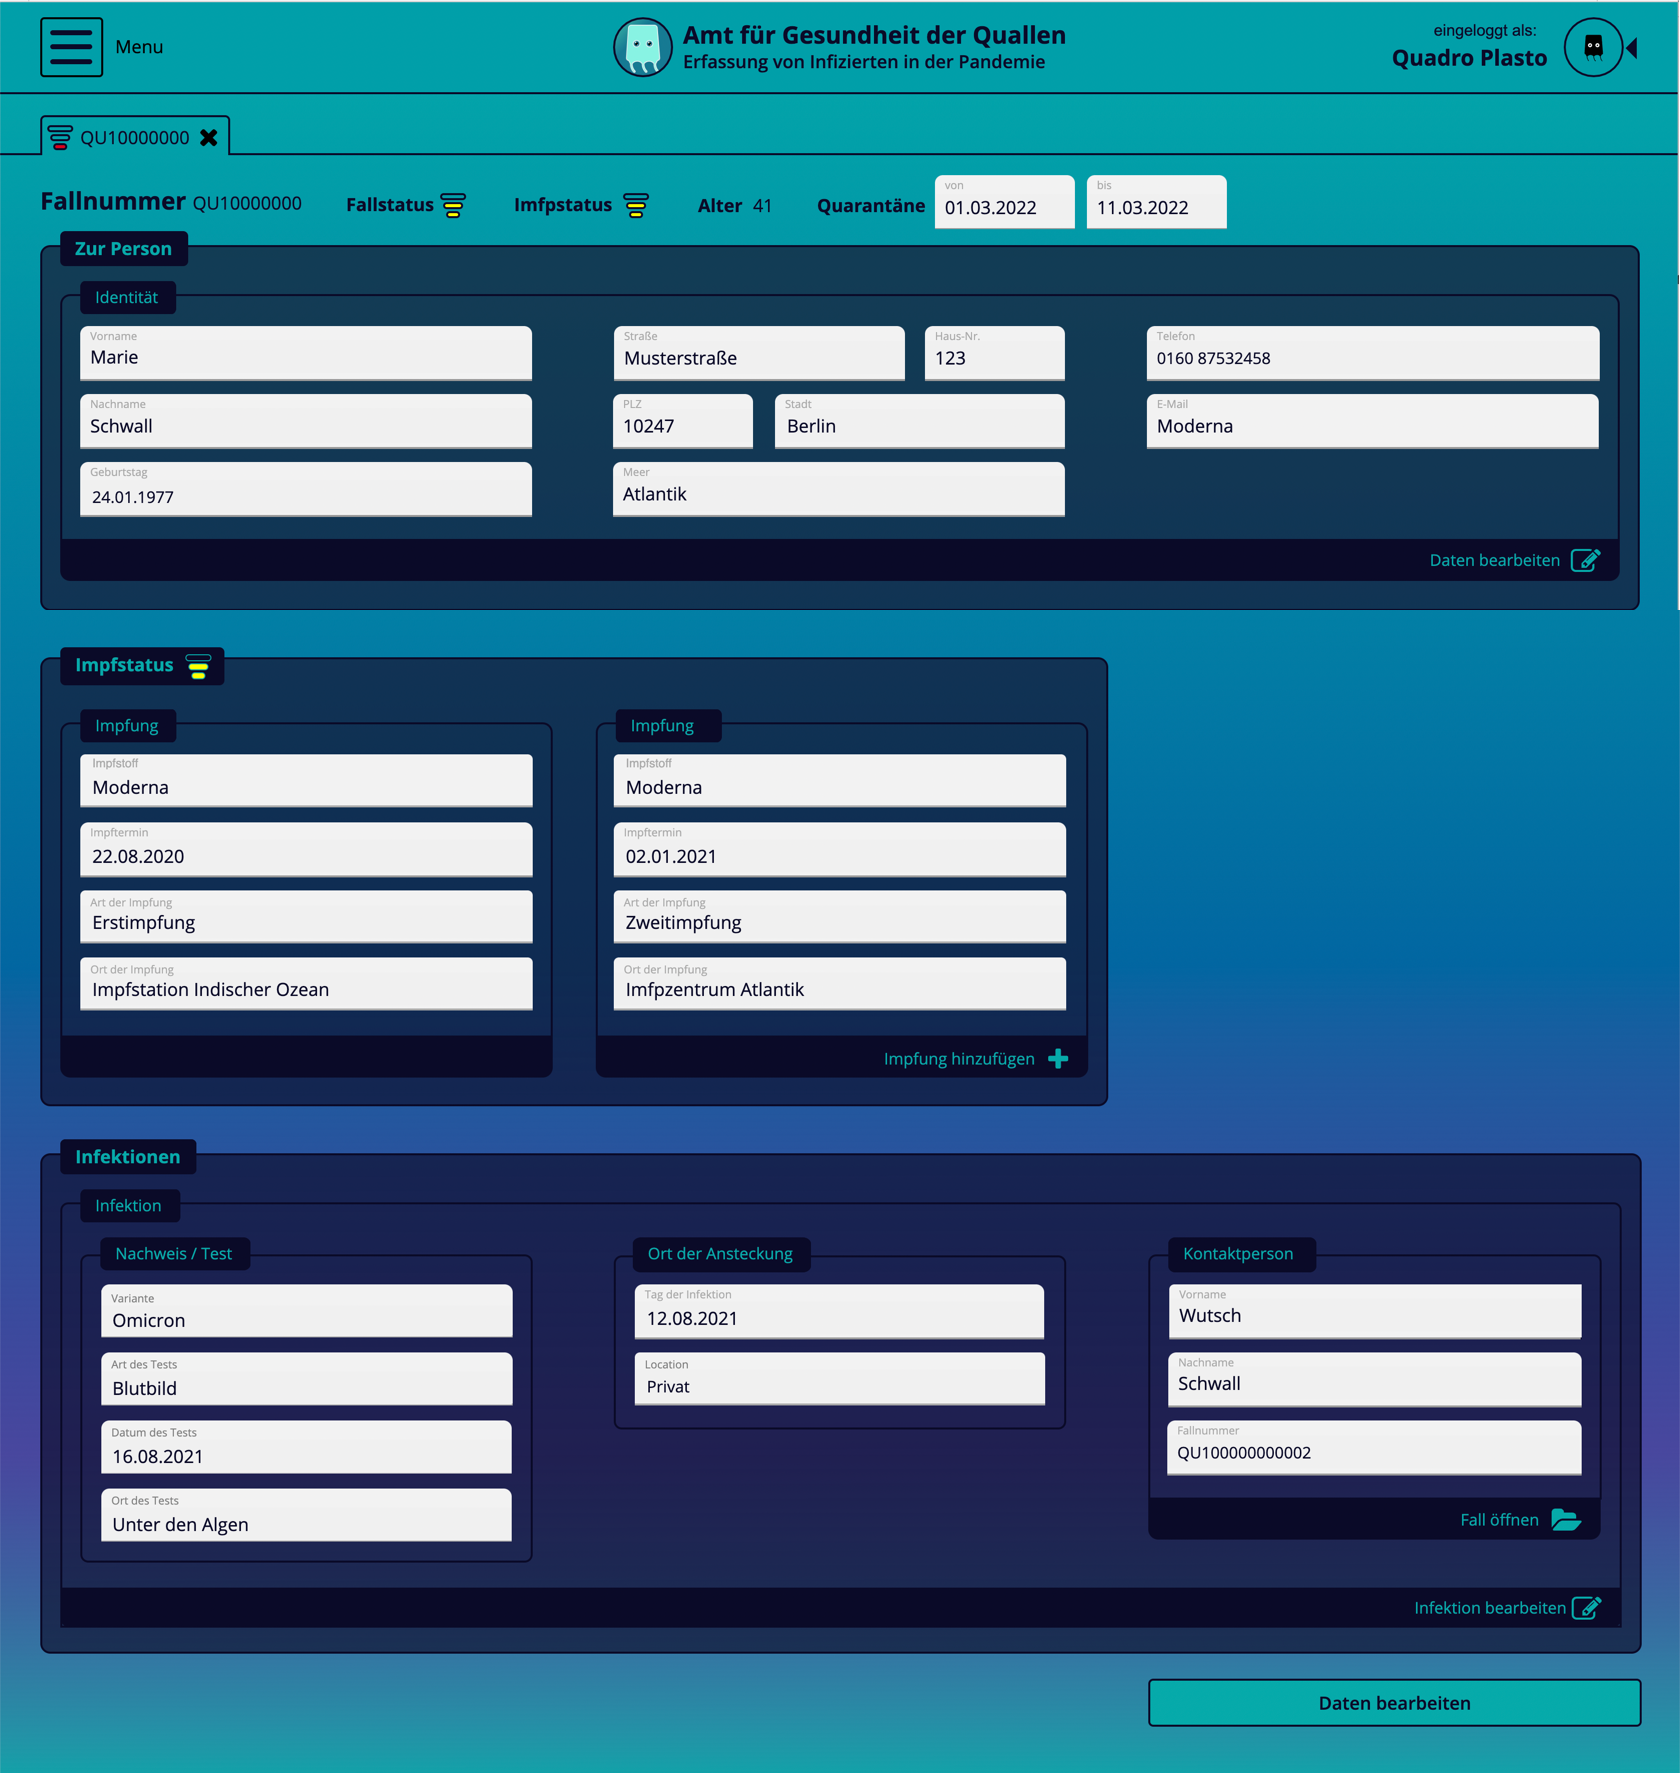 Menu
Amt für Gesundheit der Quallen
Erfassung von Infizierten in der Pandemie
eingeloggt als:
Quadro Plasto
QU10000000
Fallnummer QU10000000
Fallstatus
Imfpstatus
Alter 41
Quarantäne
von
01.03.2022
bis
11.03.2022
Zur Person
Identität
Vorname
Marie
Straße
Musterstraße
Haus-Nr.
123
Telefon
0160 87532458
Nachname
Schwall
PLZ
10247
Stadt
Berlin
E-Mail
Moderna
Geburtstag
24.01.1977
Meer
Atlantik
Daten bearbeiten
Impfstatus
Impfung
Impfstoff
Moderna
Impftermin
22.08.2020
Art der Impfung
Erstimpfung
Ort der Impfung
Impfstation Indischer Ozean
Impfung
Impfstoff
Moderna
Impftermin
02.01.2021
Art der Impfung
Zweitimpfung
Ort der Impfung
Imfpzentrum Atlantik
Impfung hinzufügen
Infektionen
Infektion
Nachweis / Test
Variante
Omicron
Art des Tests
Blutbild
Datum des Tests
16.08.2021
Ort des Tests
Unter den Algen
Ort der Ansteckung
Tag der Infektion
12.08.2021
Location
Privat
Kontaktperson
Vorname
Wutsch
Nachname
Schwall
Fallnummer
QU100000000002
Fall öffnen
Infektion bearbeiten
Daten bearbeiten